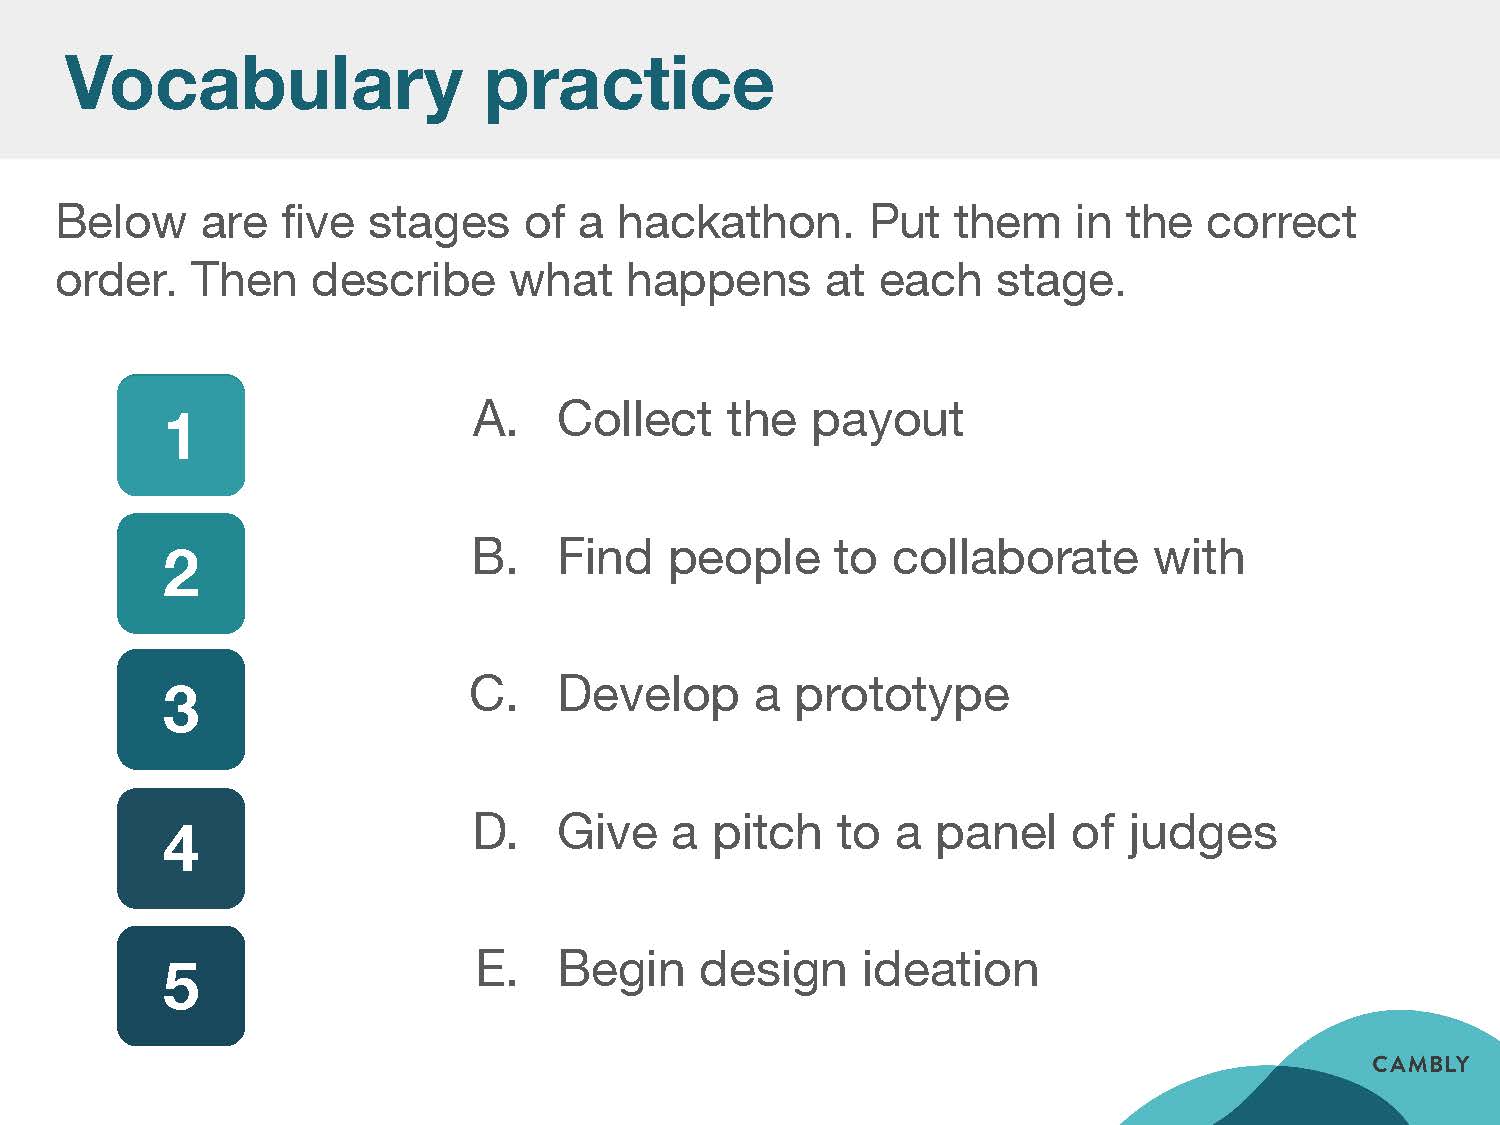 Vocabulary practice
Below are five stages of a hackathon. Put them in the correct
order. Then describe what happens at each stage.
1
A. Collect the payout
2
B. Find people to collaborate with
3
C. Develop a prototype
4
D. Give a pitch to a panel of judges
5
E. Begin design ideation
CAMBLY